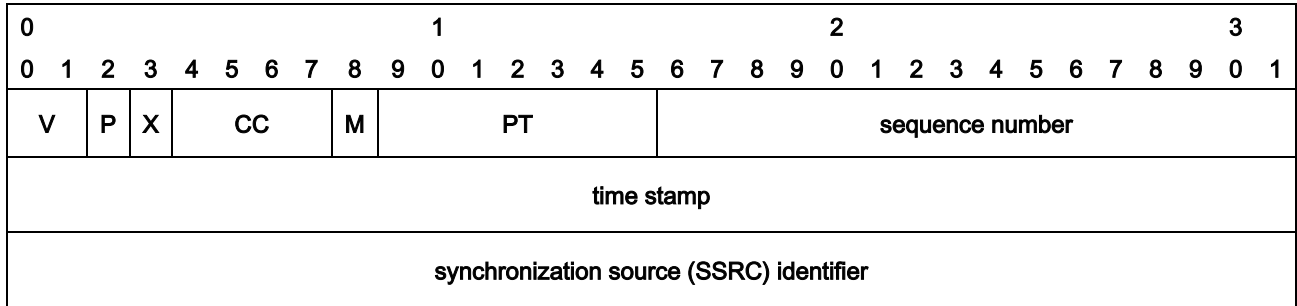 0 1 2 3
0 1 2 3 4 5 6 7 8 9 0 1 2 3 4 5 6 7 8 9 0 1 2 3 4 5 6 7 8 9 0 1
V P X CC M PT sequence number
time stamp
synchronization source (SSRC) identifier